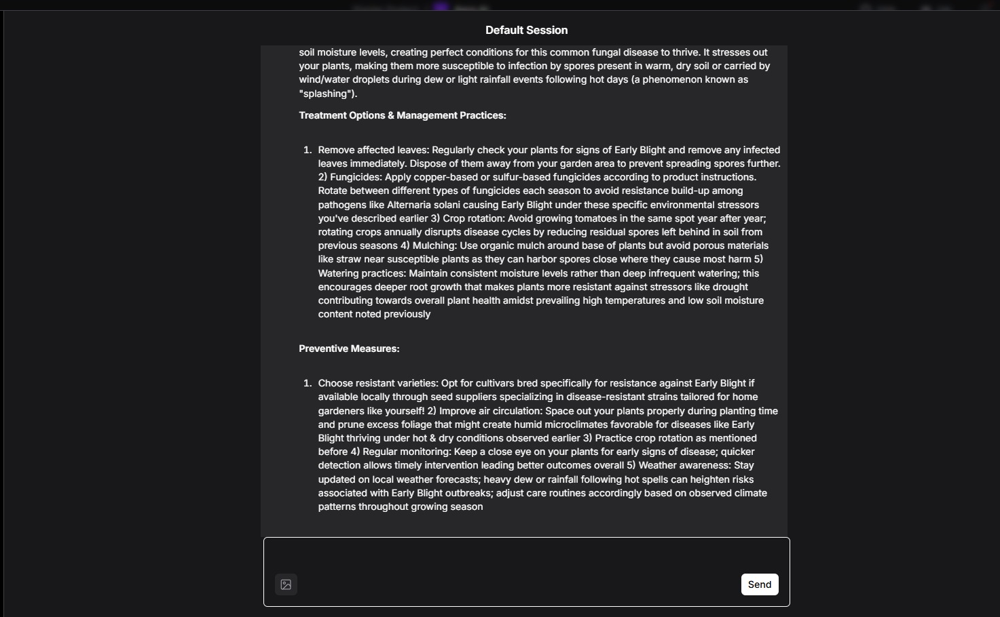 Default Session
soil moisture levels, creating perfect conditions for this common fungal disease to thrive. It stresses out
your plants, making them more susceptible to infection by spores present in warm, dry soil or carried by
wind/water droplets during dew or light rainfall events following hot days (a phenomenon known as
"splashing").
Treatment Options & Management Practices:
1. Remove affected leaves: Regularly check your plants for signs of Early Blight and remove any infected
leaves immediately. Dispose of them away from your garden area to prevent spreading spores further.
2) Fungicides: Apply copper-based or sulfur-based fungicides according to product instructions.
Rotate between different types of fungicides each season to avoid resistance build-up among
pathogens like Alternaria solani causing Early Blight under these specific environmental stressors
you've described earlier 3) Crop rotation: Avoid growing tomatoes in the same spot year after year;
rotating crops annually disrupts disease cycles by reducing residual spores left behind in soil from
previous seasons 4) Mulching: Use organic mulch around base of plants but avoid porous materials
like straw near susceptible plants as they can harbor spores close where they cause most harm 5)
Watering practices: Maintain consistent moisture levels rather than deep infrequent watering; this
encourages deeper root growth that makes plants more resistant against stressors like drought
contributing towards overall plant health amidst prevailing high temperatures and low soil moisture
content noted previously
Preventive Measures:
1. Choose resistant varieties: Opt for cultivars bred specifically for resistance against Early Blight if
available locally through seed suppliers specializing in disease-resistant strains tailored for home
gardeners like yourself! 2) Improve air circulation: Space out your plants properly during planting time
and prune excess foliage that might create humid microclimates favorable for diseases like Early
Blight thriving under hot & dry conditions observed earlier 3) Practice crop rotation as mentioned
before 4) Regular monitoring: Keep a close eye on your plants for early signs of disease; quicker
detection allows timely intervention leading better outcomes overall 5) Weather awareness: Stay
updated on local weather forecasts; heavy dew or rainfall following hot spells can heighten risks
associated with Early Blight outbreaks; adjust care routines accordingly based on observed climate
patterns throughout growing season
Send